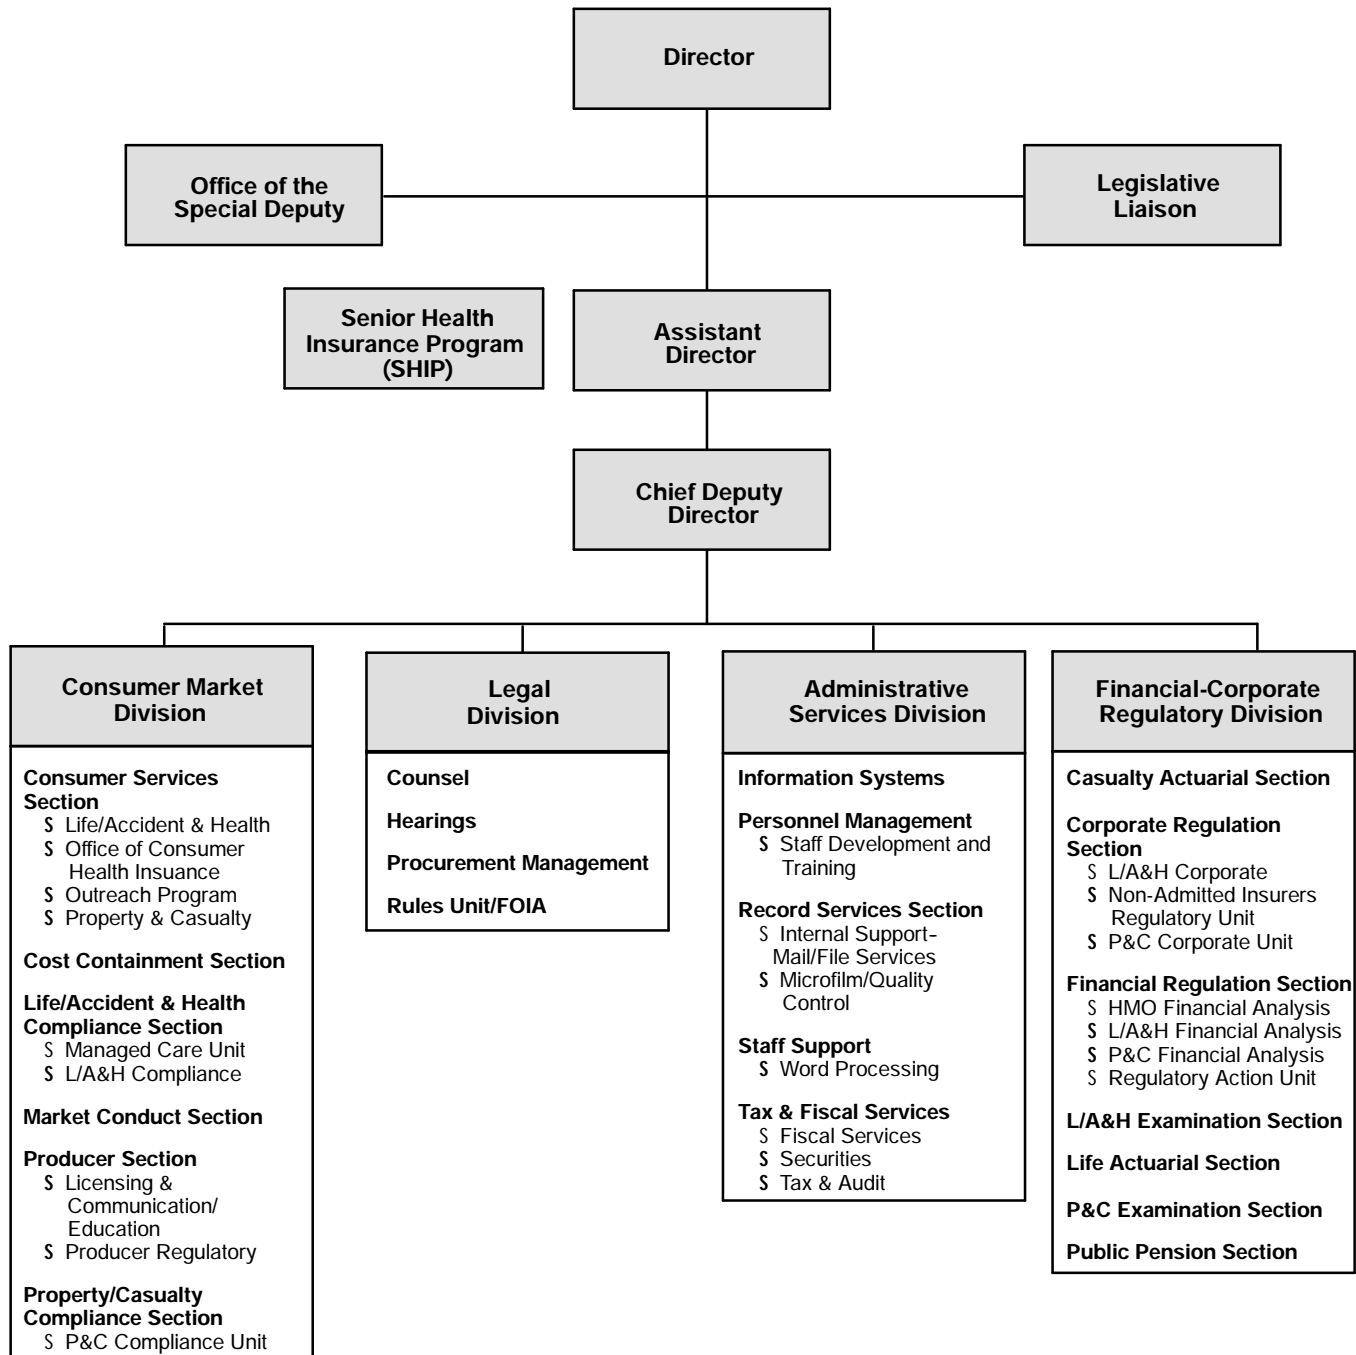 Director
Office of the
Special Deputy
Legislative
Liaison
Senior Health
Insurance Program
(SHIP)
Assistant
Director
Chief Deputy
Director
Consumer Market
Division
Consumer Services
Section
S Life/Accident & Health
S Office of Consumer
Health Insuance
S Outreach Program
S Property & Casualty
Cost Containment Section
Life/Accident & Health
Compliance Section
S Managed Care Unit
S L/A&H Compliance
Market Conduct Section
Producer Section
S Licensing &
Communication/
Education
S Producer Regulatory
Property/Casualty
Compliance Section
S P&C Compliance Unit
Legal
Division
Counsel
Hearings
Procurement Management
Rules Unit/FOIA
Administrative
Services Division
Information Systems
Personnel Management
S Staff Development and
Training
Record Services Section
S Internal Support-
Mail/File Services
S Microfilm/Quality
Control
Staff Support
S Word Processing
Tax & Fiscal Services
S Fiscal Services
S Securities
S Tax & Audit
Financial-Corporate
Regulatory Division
Casualty Actuarial Section
Corporate Regulation
Section
S L/A&H Corporate
S Non-Admitted Insurers
Regulatory Unit
S P&C Corporate Unit
Financial Regulation Section
S HMO Financial Analysis
S L/A&H Financial Analysis
S P&C Financial Analysis
S Regulatory Action Unit
L/A&H Examination Section
Life Actuarial Section
P&C Examination Section
Public Pension Section